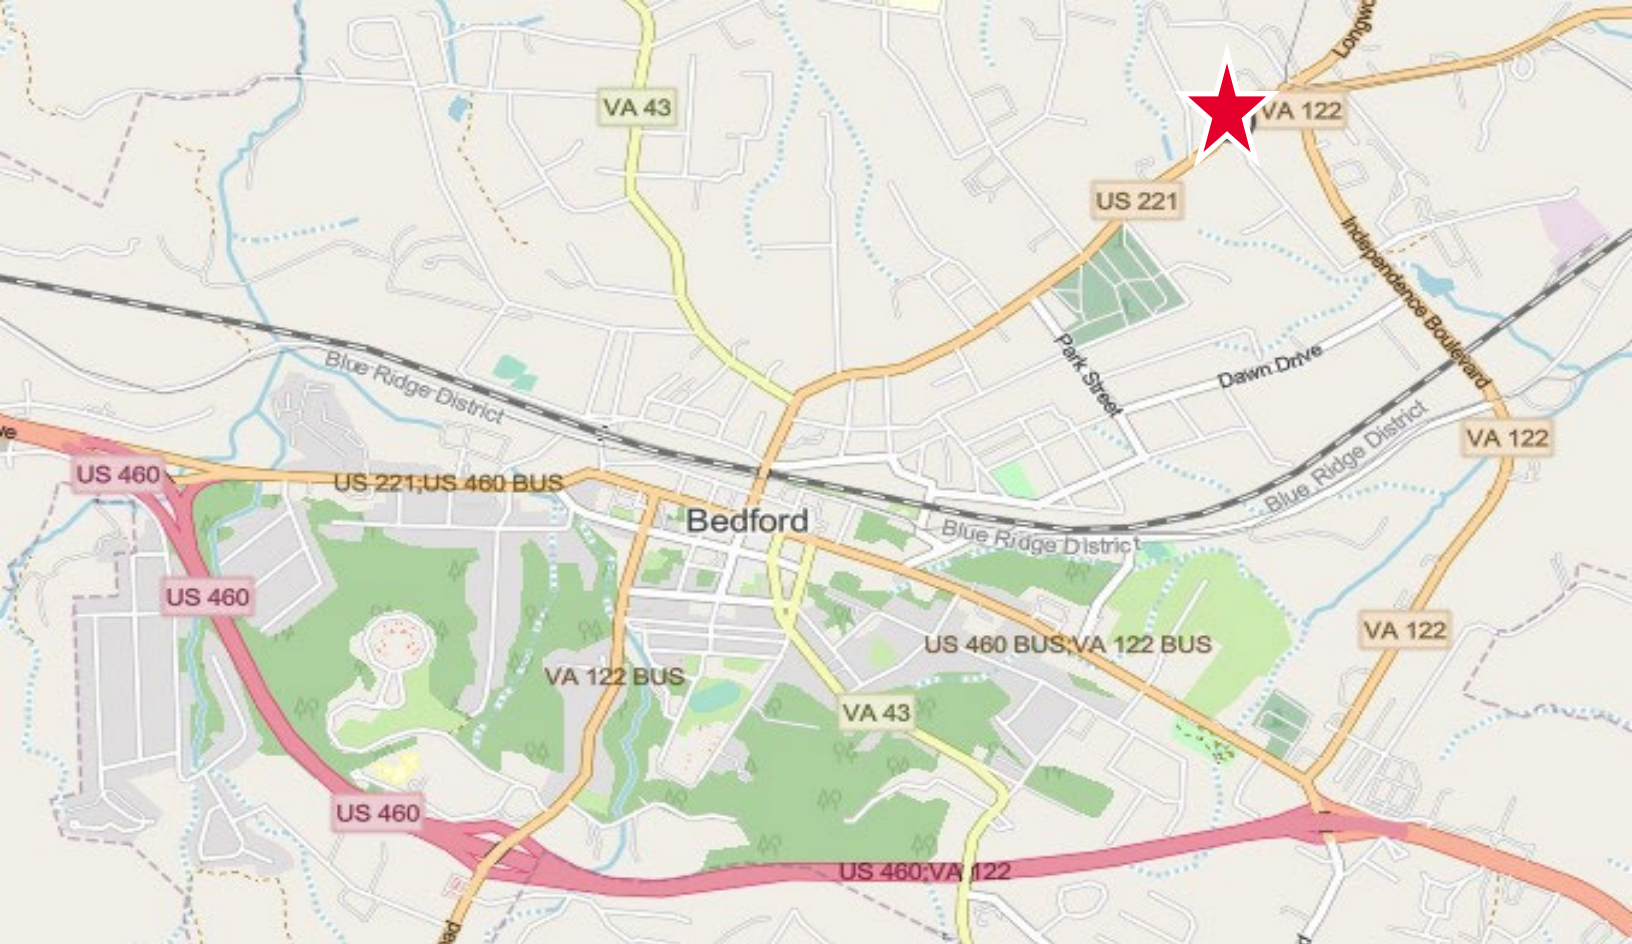 Longwo
VA 43
VA 122
US 221
Independence Boulevard
Park Street
Dawn Drive
Blue Ridge District
ve
VA 122
Blue Ridge District
US 460
US 221;US 460 BUS
Bedford
Blue Ridge District
US 460
VA 122
US 460 BUS;VA 122 BUS
VA 122 BUS
VA 43
US 460
US 460;VA 122